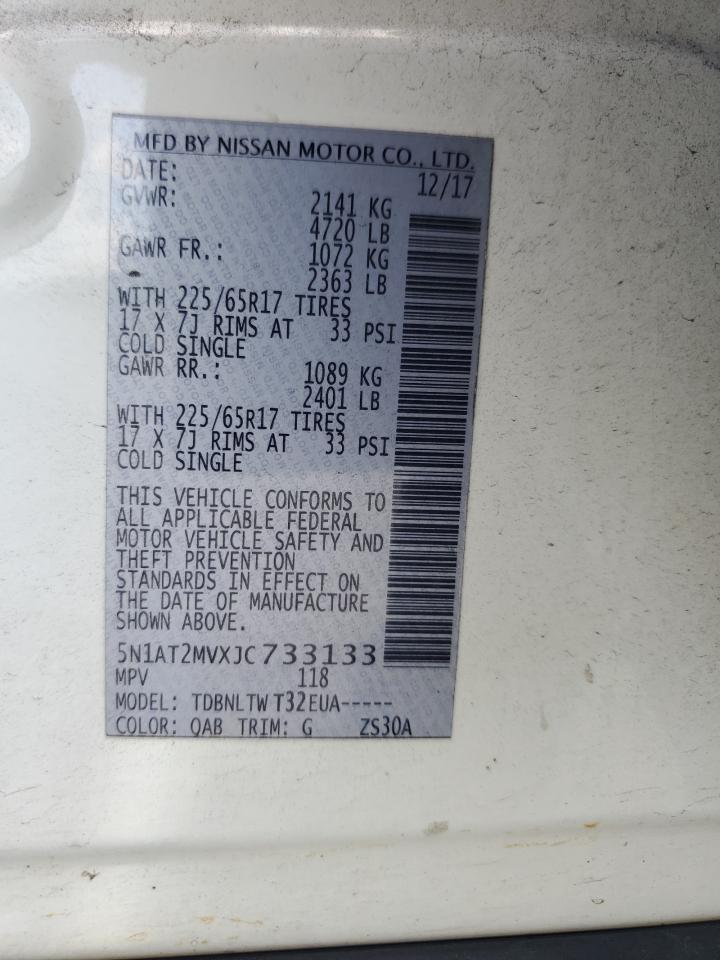 MFD BY NISSAN MOTOR CO., LTD.
DATE: 12/17
GVWR: 2141 KG
4720 LB
GAWR FR.: 1072 KG
2363 LB
WITH 225/65R17 TIRES
17 X 7J RIMS AT 33 PSI
COLD SINGLE
GAWR RR.: 1089 KG
2401 LB
WITH 225/65R17 TIRES
17 X 7J RIMS AT 33 PSI
COLD SINGLE
THIS VEHICLE CONFORMS TO
ALL APPLICABLE FEDERAL
MOTOR VEHICLE SAFETY AND
THEFT PREVENTION
STANDARDS IN EFFECT ON
THE DATE OF MANUFACTURE
SHOWN ABOVE.
5N1AT2MVXJC733133
MPV 118
MODEL: TDBNLTWT32EUA-----
COLOR: QAB TRIM: G ZS30A